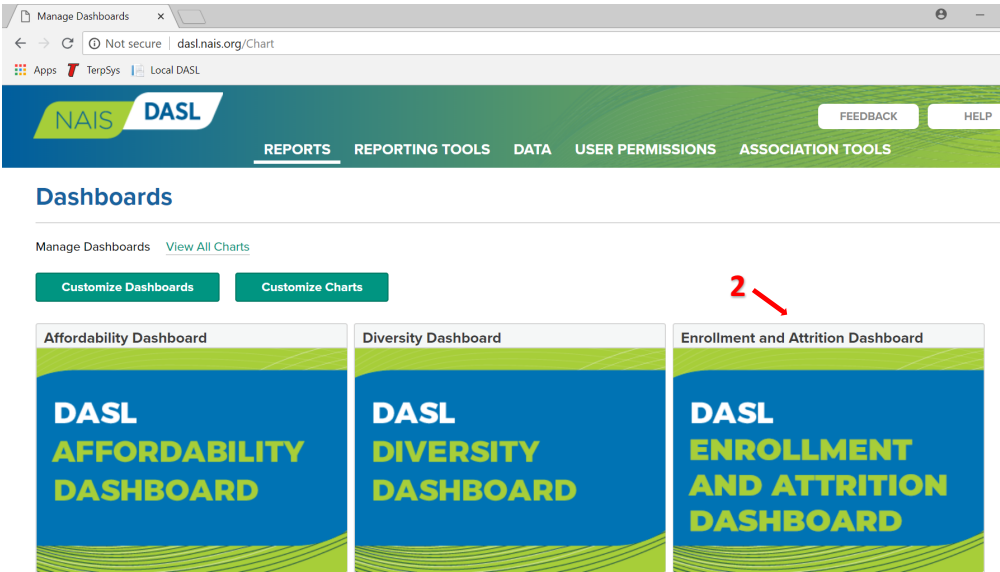 Manage Dashboards
Not secure | dasl.nais.org/Chart
Apps TerpSys Local DASL
NAIS DASL
FEEDBACK HELP
REPORTS REPORTING TOOLS DATA USER PERMISSIONS ASSOCIATION TOOLS
Dashboards
Manage Dashboards View All Charts
Customize Dashboards Customize Charts
2
Affordability Dashboard Diversity Dashboard Enrollment and Attrition Dashboard
DASL
AFFORDABILITY
DASHBOARD
DASL
DIVERSITY
DASHBOARD
DASL
ENROLLMENT
AND ATTRITION
DASHBOARD